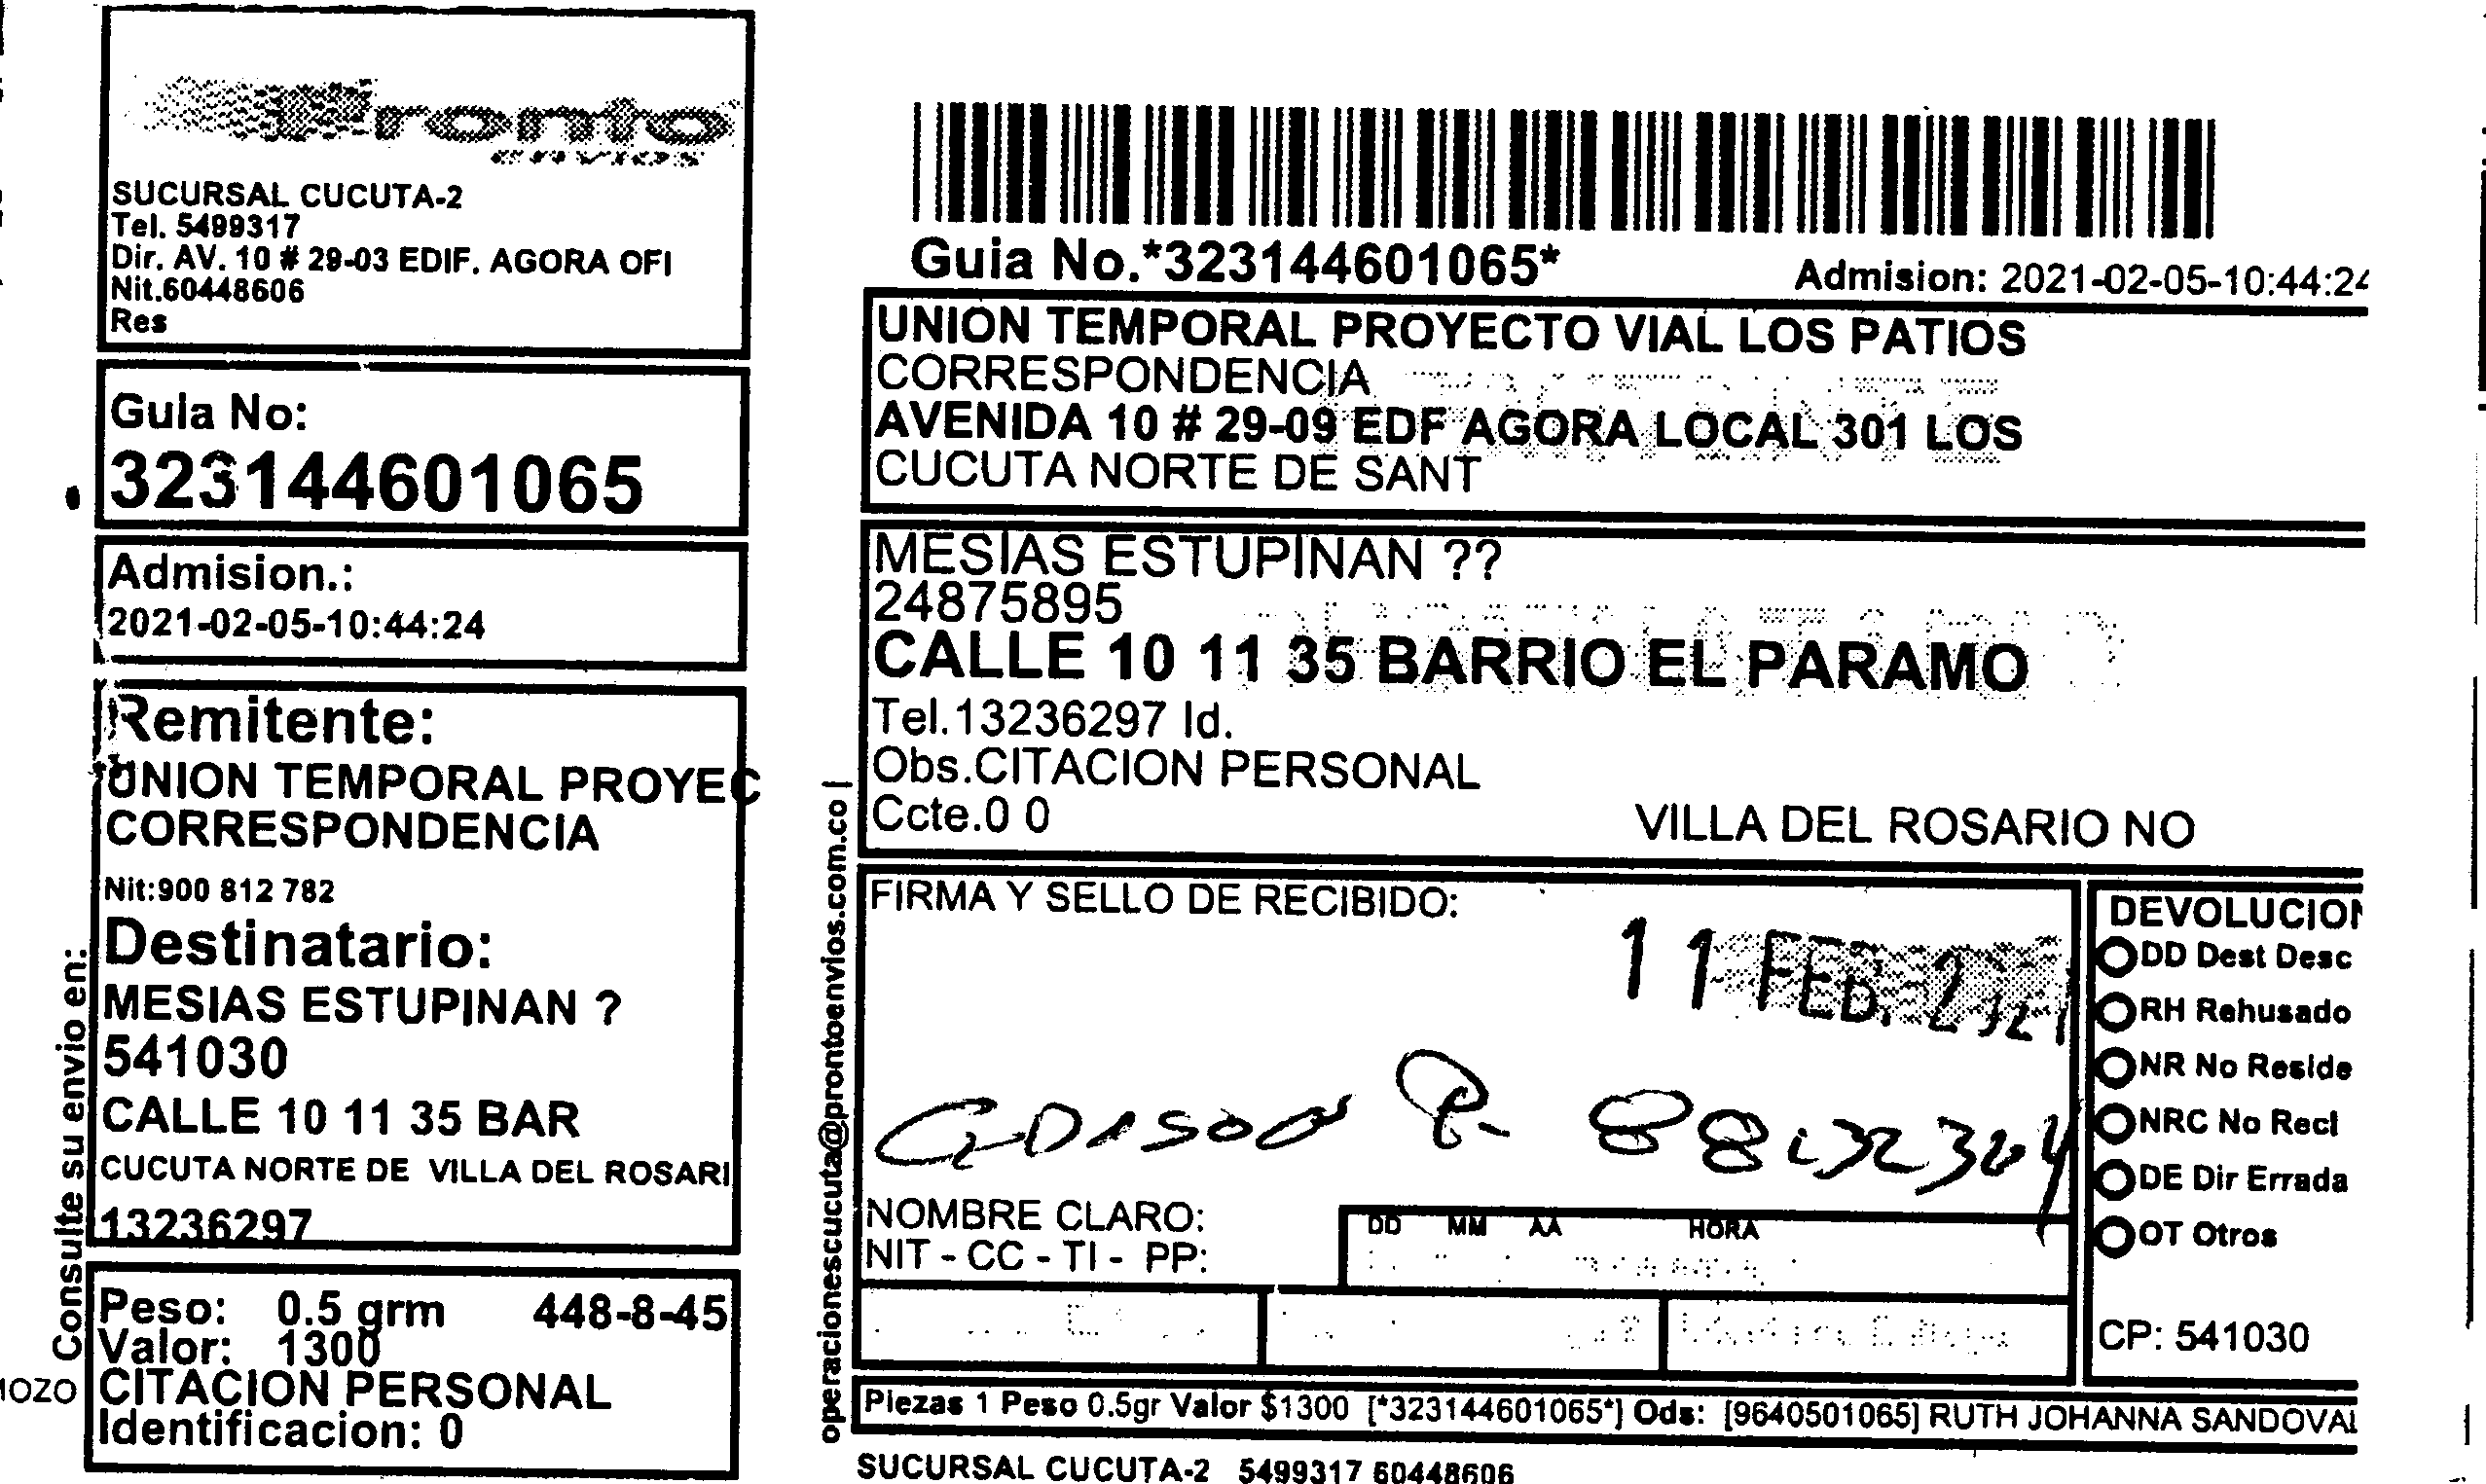 Pronto
envios
SUCURSAL CUCUTA-2
Tel. 5499317
Dir. AV. 10 # 29-03 EDIF. AGORA OFI
Nit.60448606
Res
Guia No:
323144601065
Admision.:
2021-02-05-10:44:24
Remitente:
UNION TEMPORAL PROYEC
CORRESPONDENCIA
Nit:900 812 782
Destinatario:
MESIAS ESTUPINAN ?
541030
CALLE 10 11 35 BAR
CUCUTA NORTE DE VILLA DEL ROSARI
13236297
Peso: 0.5 grm 448-8-45
Valor: 1300
CITACION PERSONAL
Identificacion: 0
Consulte su envio en:
operacionescucuta@prontoenvios.com.co |
Guia No.*323144601065*
Admision: 2021-02-05-10:44:24
UNION TEMPORAL PROYECTO VIAL LOS PATIOS
CORRESPONDENCIA
AVENIDA 10 # 29-09 EDF AGORA LOCAL 301 LOS
CUCUTA NORTE DE SANT
MESIAS ESTUPINAN ??
24875895
CALLE 10 11 35 BARRIO EL PARAMO
Tel.13236297 Id.
Obs.CITACION PERSONAL
Ccte.0 0
VILLA DEL ROSARIO NO
FIRMA Y SELLO DE RECIBIDO:
11 FEB. 2021
NOMBRE CLARO:
NIT - CC - TI - PP:
DD MM AA HORA
DEVOLUCION
DD Dest Desc
RH Rehusado
NR No Reside
NRC No Recl
DE Dir Errada
OT Otros
CP: 541030
Piezas 1 Peso 0.5gr Valor $1300 [*323144601065*] Ods: [9640501065] RUTH JOHANNA SANDOVAL
SUCURSAL CUCUTA-2 5499317 60448606